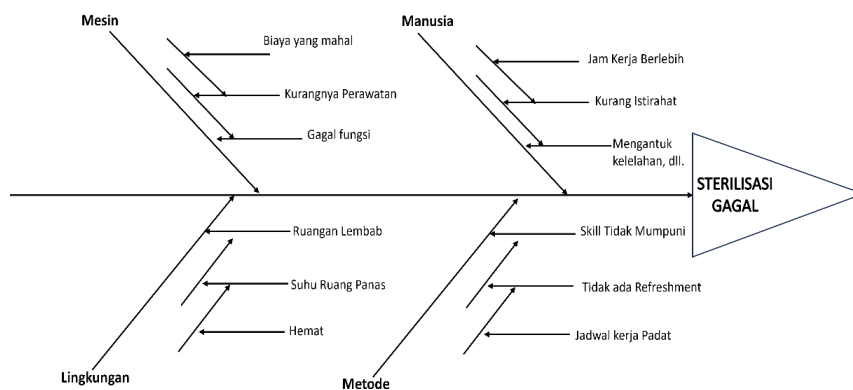 Mesin
Biaya yang mahal
Kurangnya Perawatan
Gagal fungsi
Manusia
Jam Kerja Berlebih
Kurang Istirahat
Mengantuk
kelelahan, dll.
STERILISASI
GAGAL
Ruangan Lembab
Suhu Ruang Panas
Hemat
Lingkungan
Skill Tidak Mumpuni
Tidak ada Refreshment
Jadwal kerja Padat
Metode